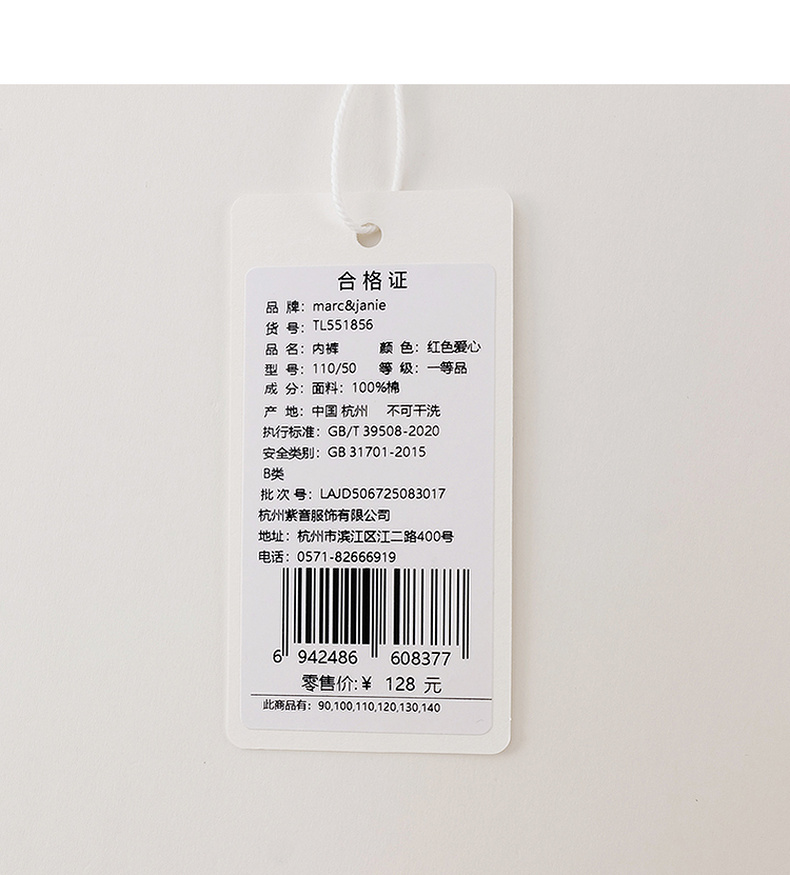 合格证
品 牌：marc&janie
货 号：TL551856
品 名：内裤 颜 色：红色爱心
型 号：110/50 等 级：一等品
成 分：面料：100%棉
产 地：中国 杭州 不可干洗
执行标准：GB/T 39508-2020
安全类别：GB 31701-2015
B类
批 次 号：LAJD506725083017
杭州紫音服饰有限公司
地址：杭州市滨江区江二路400号
电话：0571-82666919
6 942486 608377
零售价:¥ 128 元
此商品有：90,100,110,120,130,140